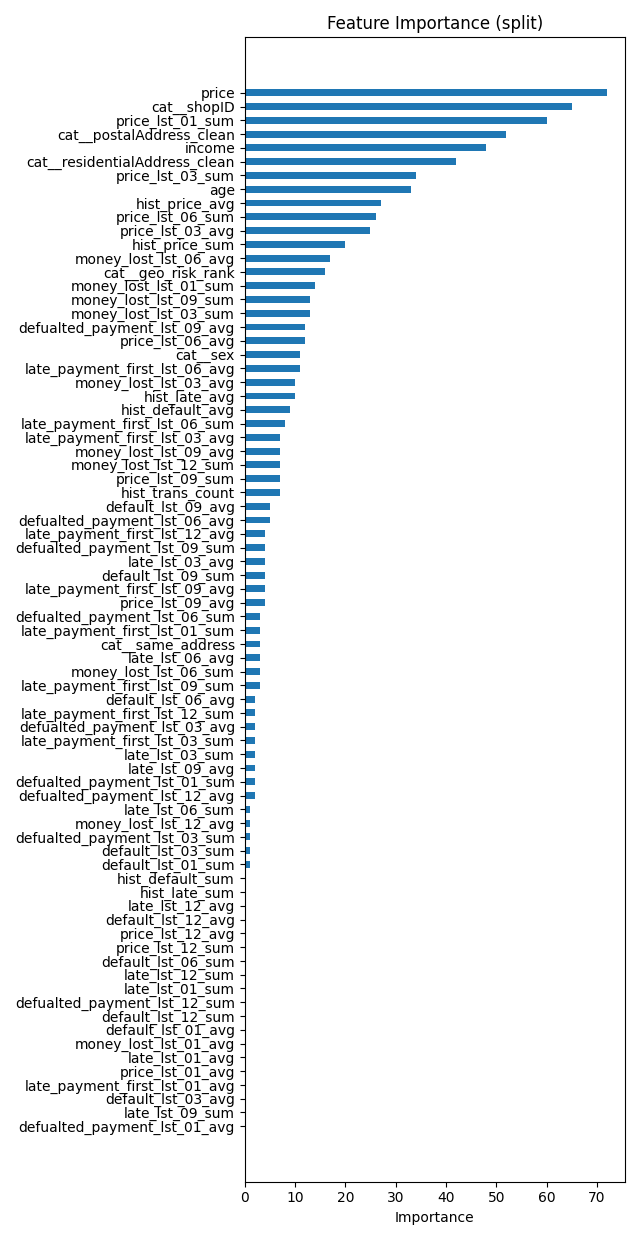 Feature Importance (split)
price
cat__shopID
price_lst_01_sum
cat__postalAddress_clean
income
cat__residentialAddress_clean
price_lst_03_sum
age
hist_price_avg
price_lst_06_sum
price_lst_03_avg
hist_price_sum
money_lost_lst_06_avg
cat__geo_risk_rank
money_lost_lst_01_sum
money_lost_lst_09_sum
money_lost_lst_03_sum
defualted_payment_lst_09_avg
price_lst_06_avg
cat__sex
late_payment_first_lst_06_avg
money_lost_lst_03_avg
hist_late_avg
hist_default_avg
late_payment_first_lst_06_sum
late_payment_first_lst_03_avg
money_lost_lst_09_avg
money_lost_lst_12_sum
price_lst_09_sum
hist_trans_count
default_lst_09_avg
defualted_payment_lst_06_avg
late_payment_first_lst_12_avg
defualted_payment_lst_09_sum
late_lst_03_avg
default_lst_09_sum
late_payment_first_lst_09_avg
price_lst_09_avg
defualted_payment_lst_06_sum
late_payment_first_lst_01_sum
cat__same_address
late_lst_06_avg
money_lost_lst_06_sum
late_payment_first_lst_09_sum
default_lst_06_avg
late_payment_first_lst_12_sum
defualted_payment_lst_03_avg
late_payment_first_lst_03_sum
late_lst_03_sum
late_lst_09_avg
defualted_payment_lst_01_sum
defualted_payment_lst_12_avg
late_lst_06_sum
money_lost_lst_12_avg
defualted_payment_lst_03_sum
default_lst_03_sum
default_lst_01_sum
hist_default_sum
hist_late_sum
late_lst_12_avg
default_lst_12_avg
price_lst_12_avg
price_lst_12_sum
default_lst_06_sum
late_lst_12_sum
late_lst_01_sum
defualted_payment_lst_12_sum
default_lst_12_sum
default_lst_01_avg
money_lost_lst_01_avg
late_lst_01_avg
price_lst_01_avg
late_payment_first_lst_01_avg
default_lst_03_avg
late_lst_09_sum
defualted_payment_lst_01_avg
0 10 20 30 40 50 60 70
Importance